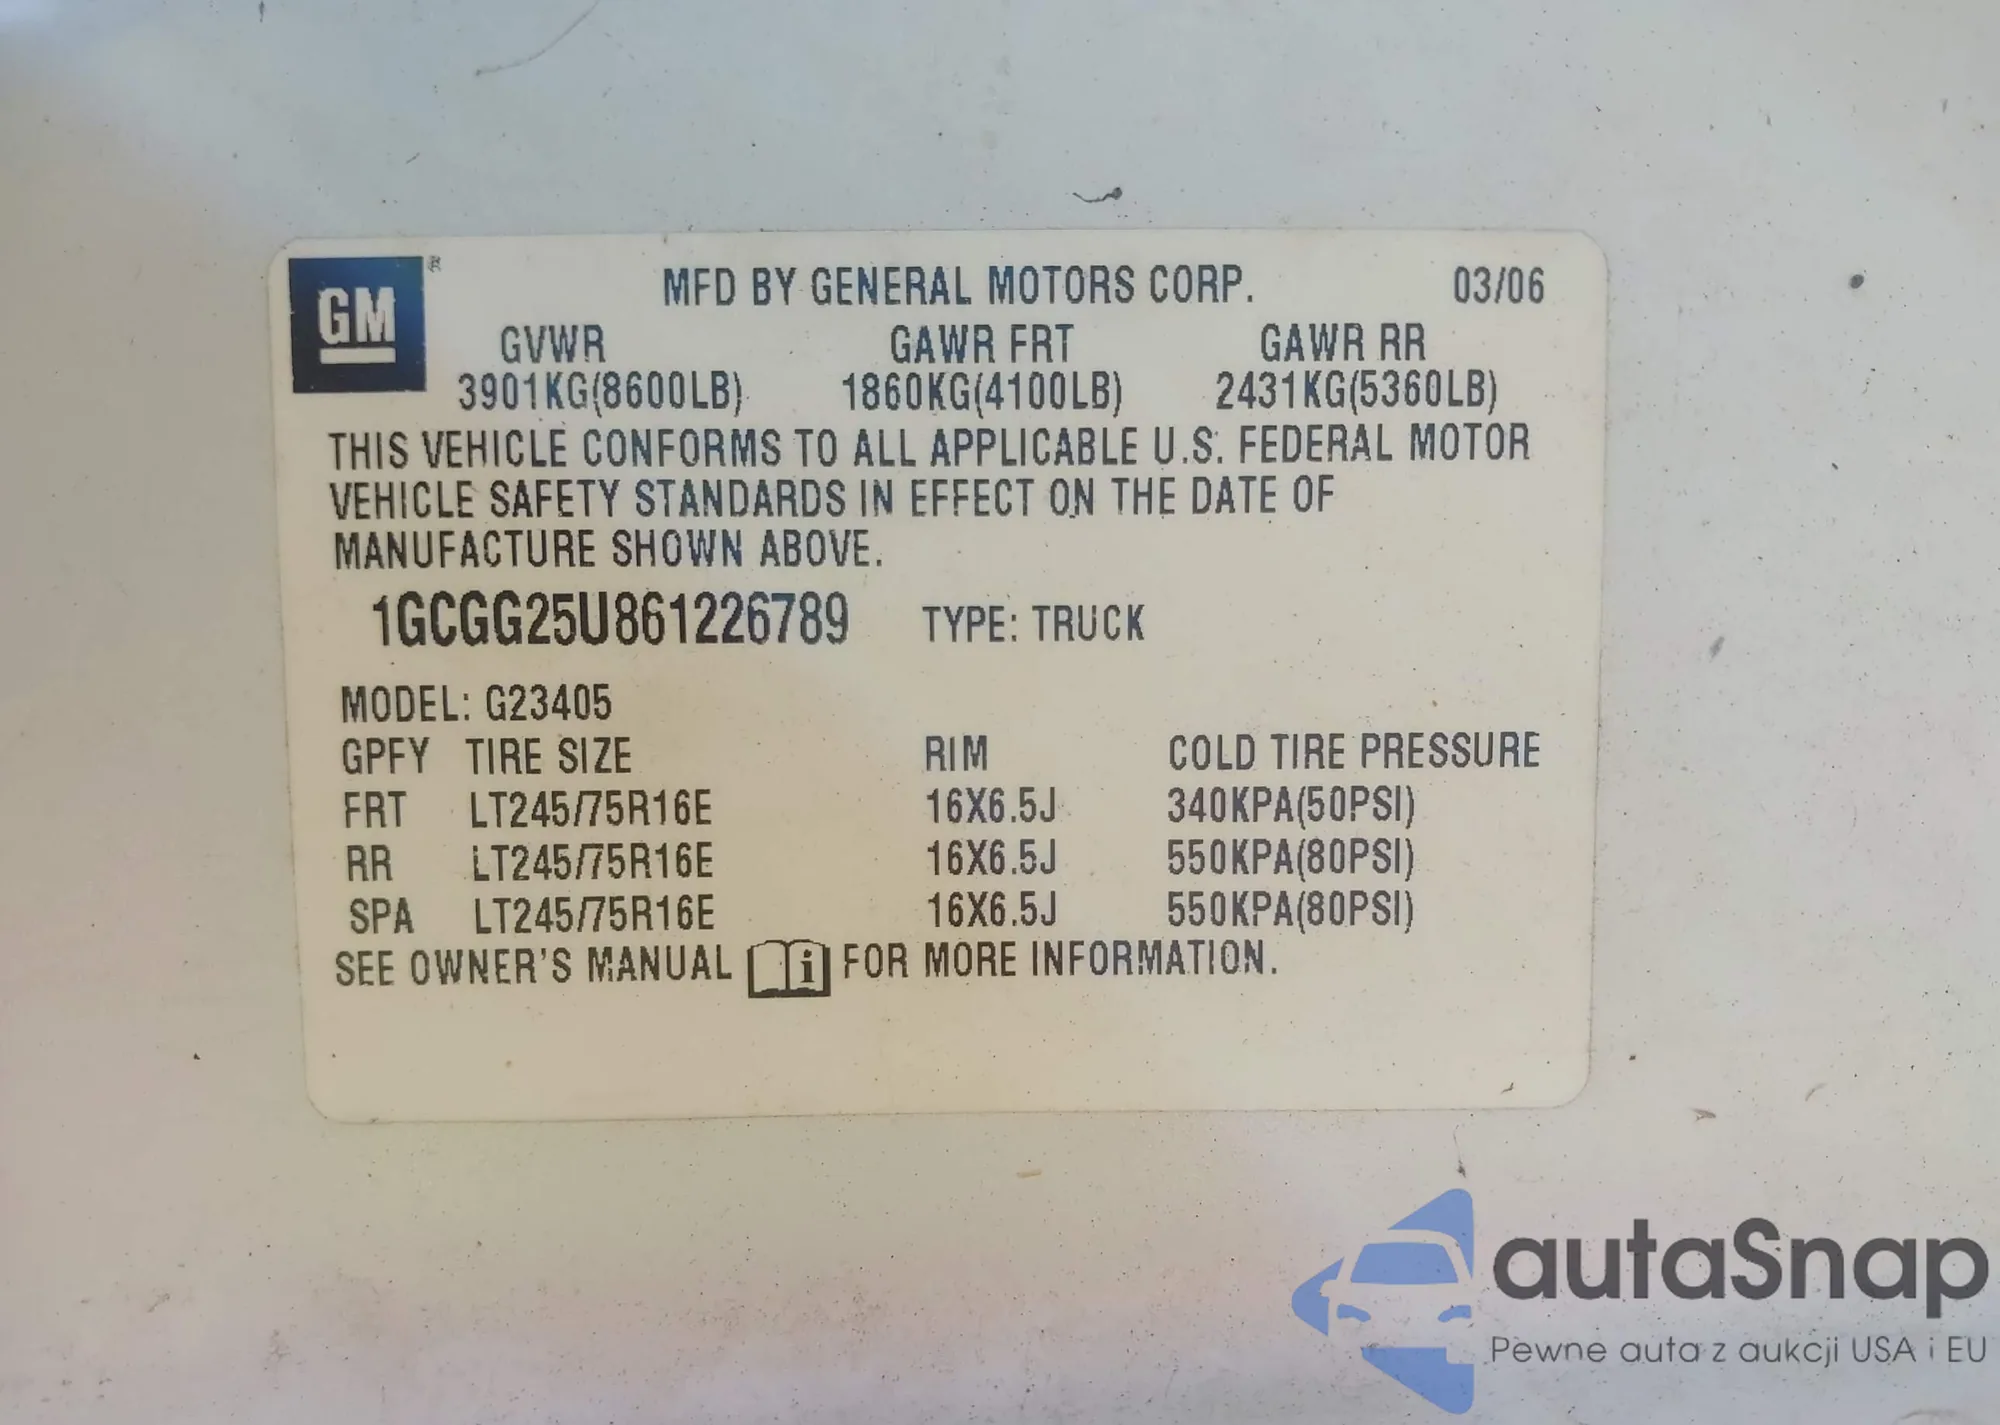 GM ®
MFD BY GENERAL MOTORS CORP. 03/06
GVWR GAWR FRT GAWR RR
3901KG(8600LB) 1860KG(4100LB) 2431KG(5360LB)
THIS VEHICLE CONFORMS TO ALL APPLICABLE U.S. FEDERAL MOTOR
VEHICLE SAFETY STANDARDS IN EFFECT ON THE DATE OF
MANUFACTURE SHOWN ABOVE.
1GCGG25U861226789 TYPE: TRUCK
MODEL: G23405
GPFY TIRE SIZE RIM COLD TIRE PRESSURE
FRT LT245/75R16E 16X6.5J 340KPA(50PSI)
RR LT245/75R16E 16X6.5J 550KPA(80PSI)
SPA LT245/75R16E 16X6.5J 550KPA(80PSI)
SEE OWNER'S MANUAL i FOR MORE INFORMATION.
autaSnap
Pewne auta z aukcji USA i EU